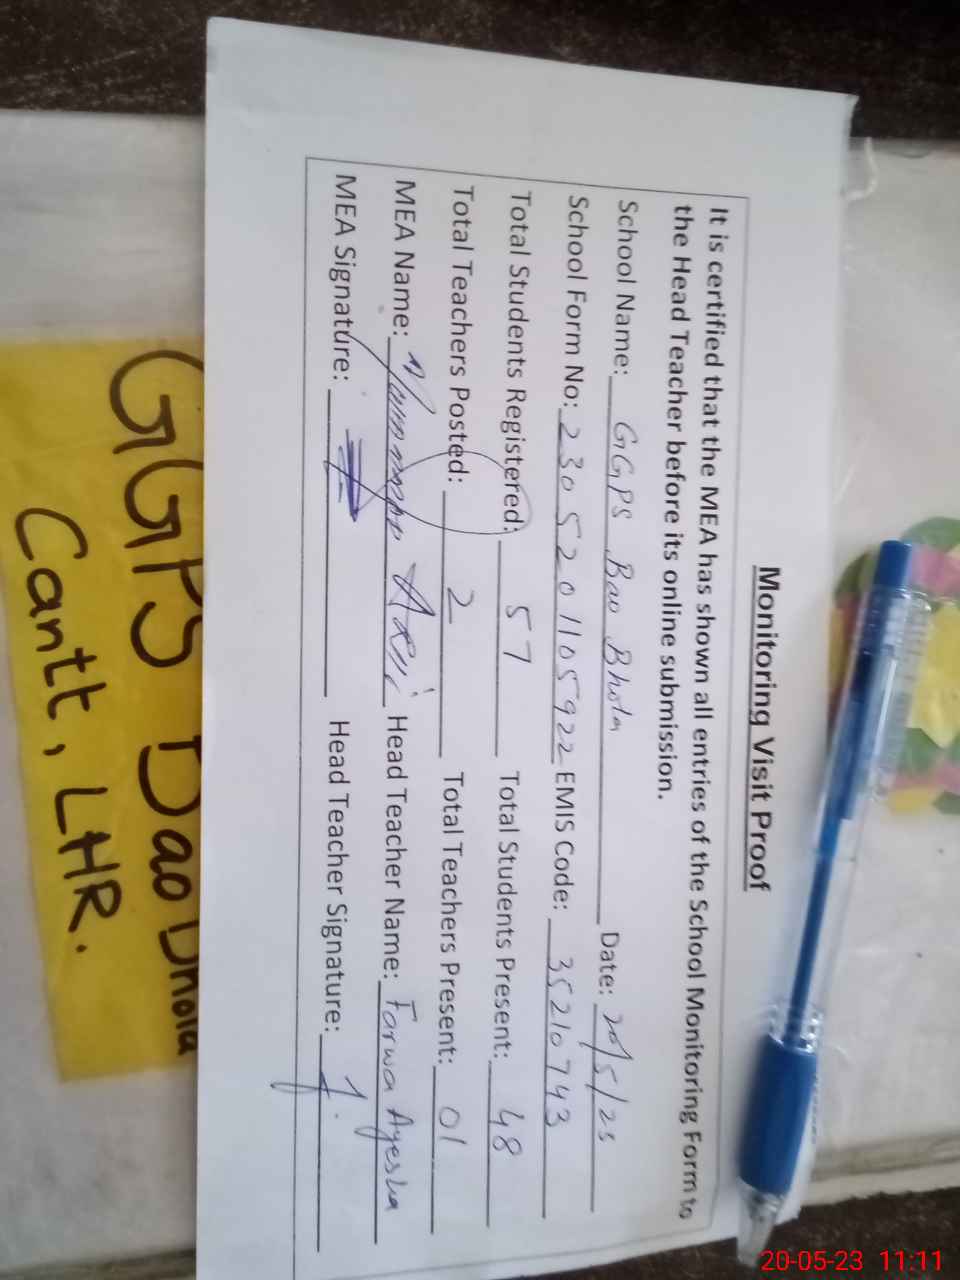 Monitoring Visit Proof
It is certified that the MEA has shown all entries of the School Monitoring Form to
the Head Teacher before its online submission.
School Name: GGPS Bao Bhola Date: 20/5/23
School Form No: 2305201105922 EMIS Code: 35210743
Total Students Registered: 57 Total Students Present: 48
Total Teachers Posted: 2 Total Teachers Present: 01
MEA Name: Head Teacher Name: Farwa Ayesha
MEA Signature: Head Teacher Signature:
GGPS Bao Bhola
Cantt, LHR.
20-05-23 11:11